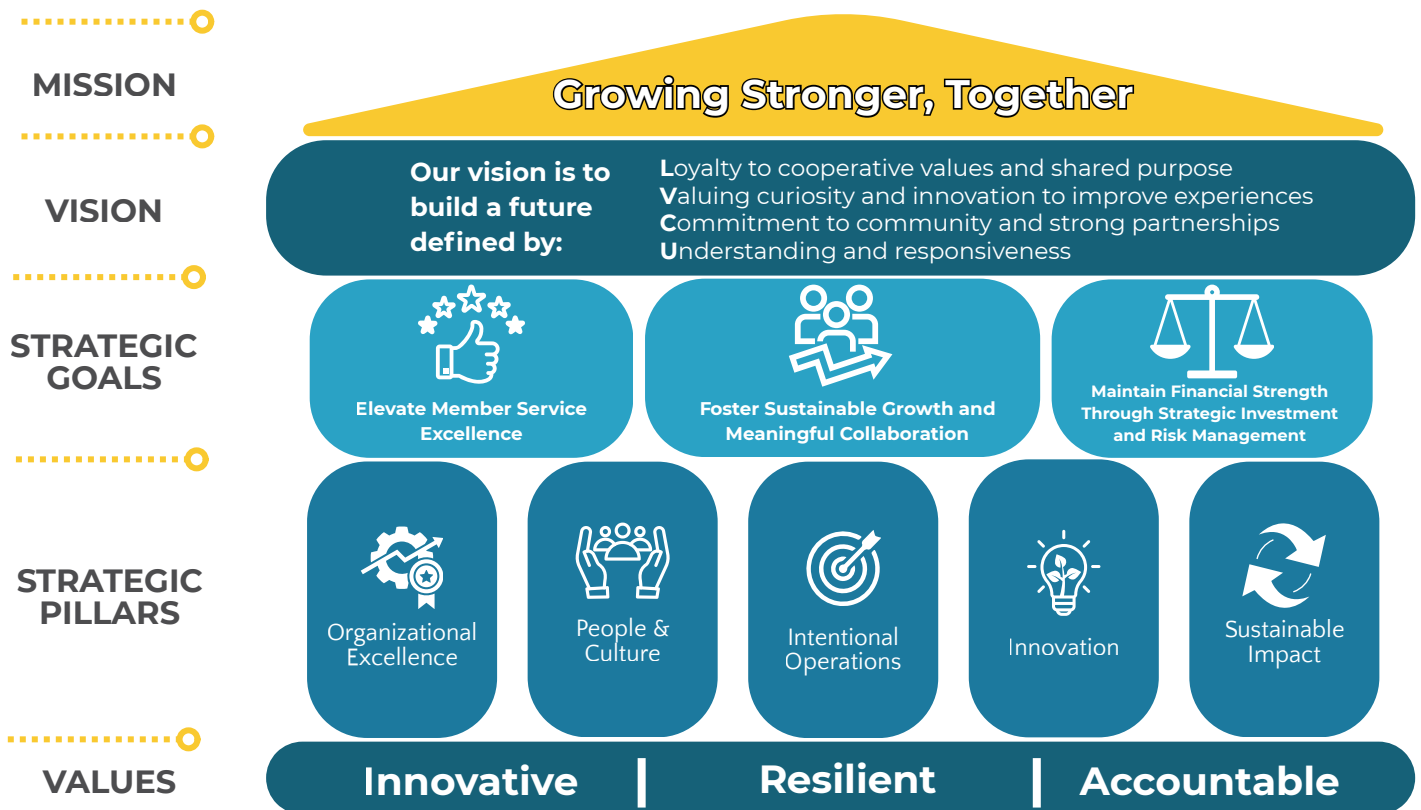 MISSION
Growing Stronger, Together
VISION
Our vision is to
build a future
defined by:
Loyalty to cooperative values and shared purpose
Valuing curiosity and innovation to improve experiences
Commitment to community and strong partnerships
Understanding and responsiveness
STRATEGIC
GOALS
Elevate Member Service
Excellence
Foster Sustainable Growth and
Meaningful Collaboration
Maintain Financial Strength
Through Strategic Investment
and Risk Management
STRATEGIC
PILLARS
Organizational
Excellence
People &
Culture
Intentional
Operations
Innovation
Sustainable
Impact
VALUES
Innovative | Resilient | Accountable